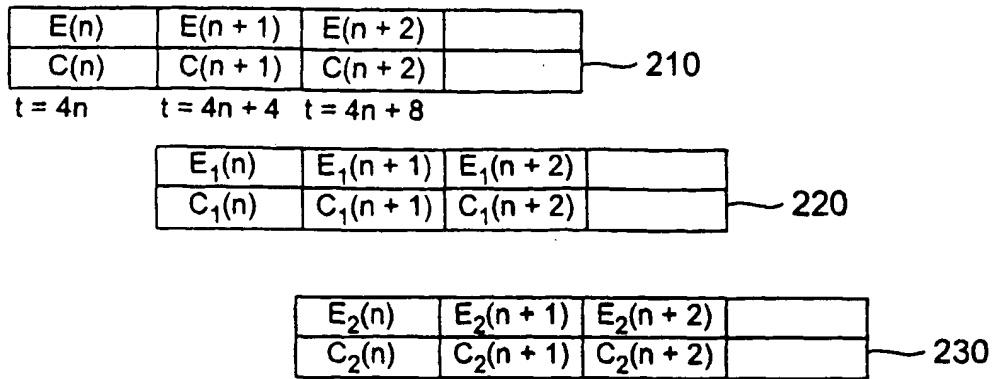 E(n) E(n + 1) E(n + 2)
C(n) C(n + 1) C(n + 2)
210
t = 4n t = 4n + 4 t = 4n + 8
E₁(n) E₁(n + 1) E₁(n + 2)
C₁(n) C₁(n + 1) C₁(n + 2)
220
E₂(n) E₂(n + 1) E₂(n + 2)
C₂(n) C₂(n + 1) C₂(n + 2)
230